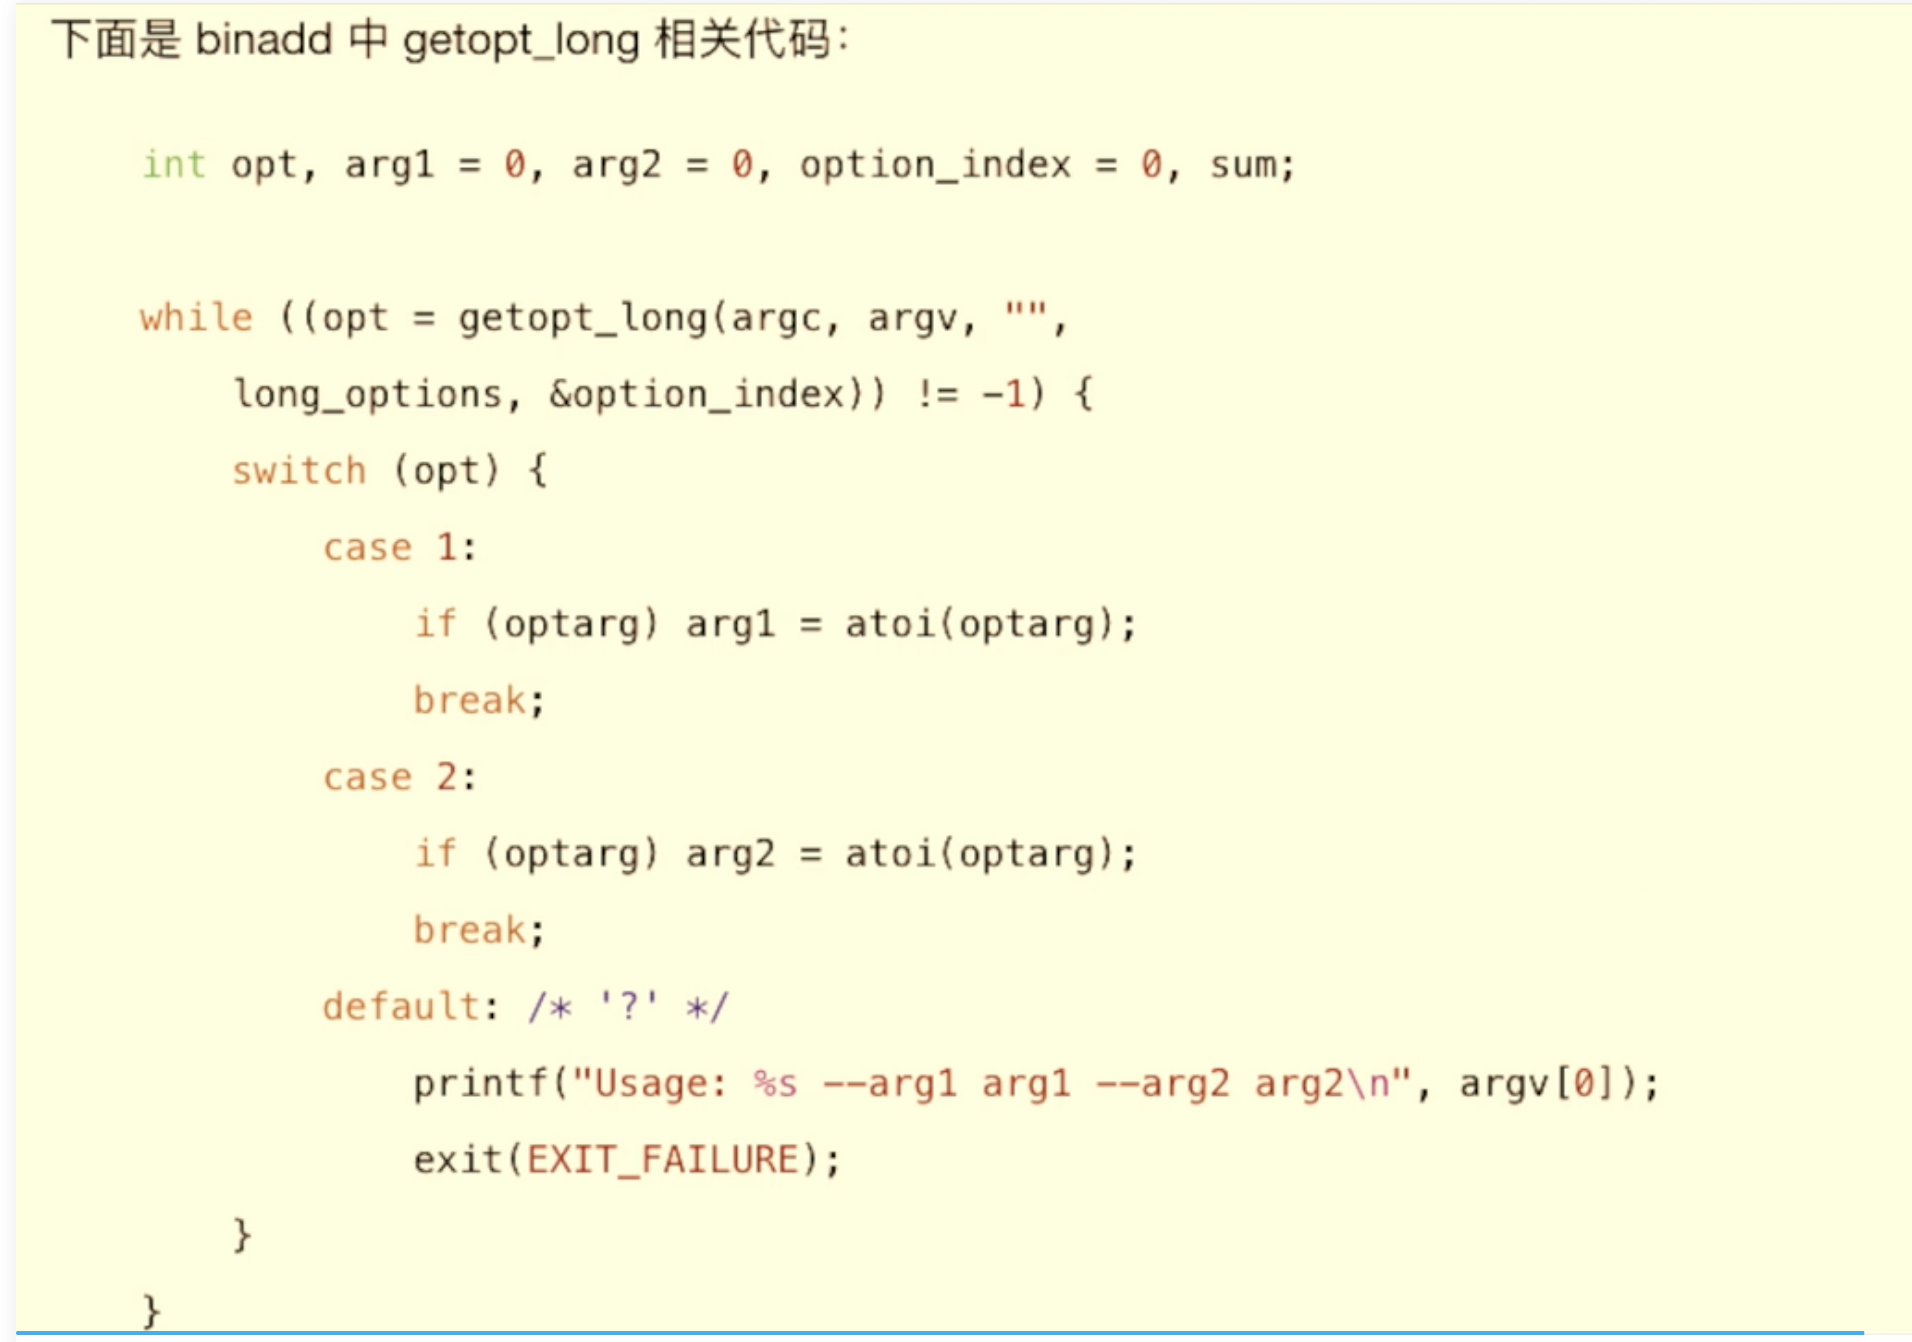 下面是 binadd 中 getopt_long 相关代码：
int opt, arg1 = 0, arg2 = 0, option_index = 0, sum;
while ((opt = getopt_long(argc, argv, "",
long_options, &option_index)) != -1) {
switch (opt) {
case 1:
if (optarg) arg1 = atoi(optarg);
break;
case 2:
if (optarg) arg2 = atoi(optarg);
break;
default: /* '?' */
printf("Usage: %s --arg1 arg1 --arg2 arg2\n", argv[0]);
exit(EXIT_FAILURE);
}
}